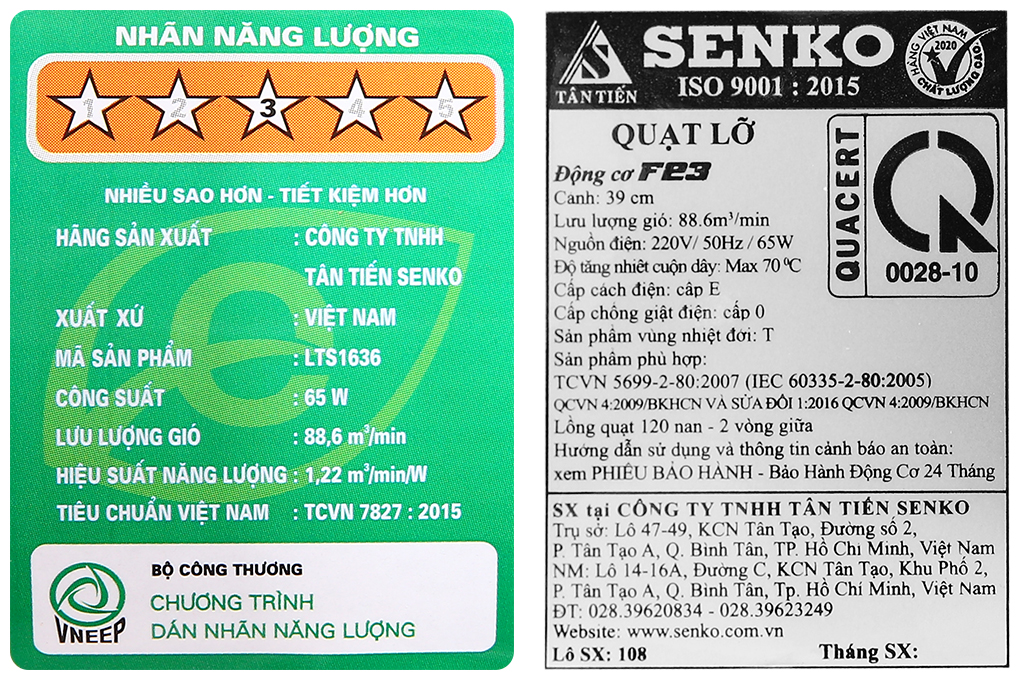 NHÃN NĂNG LƯỢNG
1 2 3 4 5
NHIỀU SAO HƠN - TIẾT KIỆM HƠN
HÃNG SẢN XUẤT : CÔNG TY TNHH
TÂN TIẾN SENKO
XUẤT XỨ : VIỆT NAM
MÃ SẢN PHẨM : LTS1636
CÔNG SUẤT : 65 W
LƯU LƯỢNG GIÓ : 88,6 m³/min
HIỆU SUẤT NĂNG LƯỢNG : 1,22 m³/min/W
TIÊU CHUẨN VIỆT NAM : TCVN 7827 : 2015
VNEEP
BỘ CÔNG THƯƠNG
CHƯƠNG TRÌNH
DÁN NHÃN NĂNG LƯỢNG
TÂN TIẾN
SENKO
ISO 9001 : 2015
HÀNG VIỆT NAM
2020
CHẤT LƯỢNG CAO
QUẠT LỠ
Động cơ FE3
Cánh: 39 cm
Lưu lượng gió: 88.6m³/min
Nguồn điện: 220V/ 50Hz / 65W
Độ tăng nhiêt cuộn dây: Max 70 ⁰C
Cấp cách điện: câp E
Cấp chống giật điện: cấp 0
Sản phẩm vùng nhiệt đới: T
Sản phẩm phù hợp:
TCVN 5699-2-80:2007 (IEC 60335-2-80:2005)
QCVN 4:2009/BKHCN VÀ SỬA ĐỔI 1:2016 QCVN 4:2009/BKHCN
Lồng quạt 120 nan - 2 vòng giữa
Hướng dẫn sử dụng và thông tin cảnh báo an toàn:
xem PHIẾU BẢO HÀNH - Bảo Hành Động Cơ 24 Tháng
QUACERT
0028-10
SX tại CÔNG TY TNHH TÂN TIẾN SENKO
Trụ sở: Lô 47-49, KCN Tân Tạo, Đường số 2,
P. Tân Tạo A, Q. Bình Tân, TP. Hồ Chí Minh, Việt Nam
NM: Lô 14-16A, Đường C, KCN Tân Tạo, Khu Phố 2,
P. Tân Tạo A, Q. Bình Tân, Tp. Hồ Chí Minh, Việt Nam
ĐT: 028.39620834 - 028.39623249
Website: www.senko.com.vn
Lô SX: 108 Tháng SX: